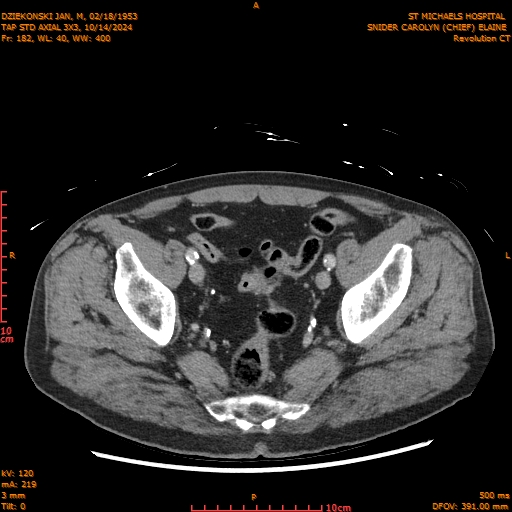 A
DZIEKONSKI JAN, M, 02/18/1953
TAP STD AXIAL 3X3, 10/14/2024
Fr: 182, WL: 40, WW: 400
ST MICHAELS HOSPITAL
SNIDER CAROLYN (CHIEF) ELAINE
Revolution CT
R
L
10
cm
kV: 120
mA: 219
3 mm
Tilt: 0
P
10cm
500 ms
DFOV: 391.00 mm